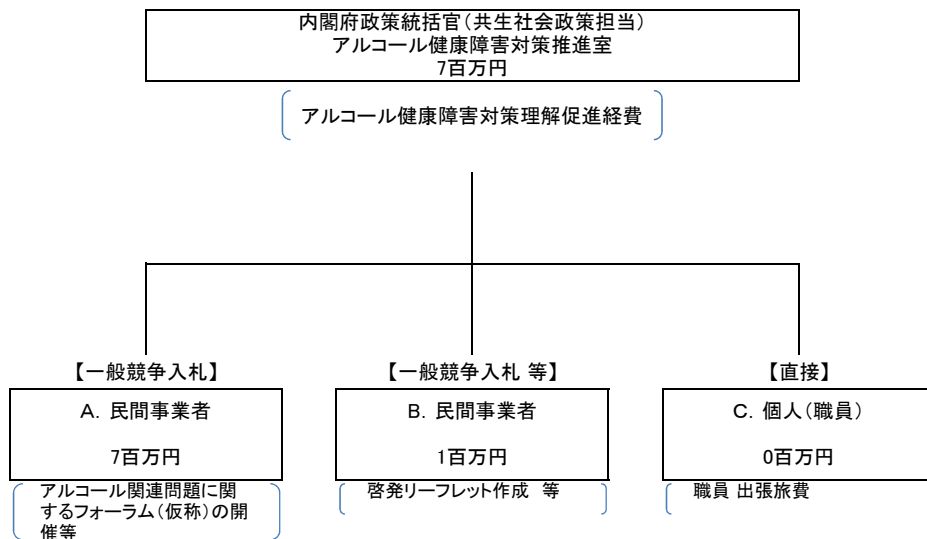 内閣府政策統括官（共生社会政策担当）
アルコール健康障害対策推進室
7百万円
アルコール健康障害対策理解促進経費
【一般競争入札】
A．民間事業者
7百万円
アルコール関連問題に関
するフォーラム（仮称）の開
催等
【一般競争入札 等】
B．民間事業者
1百万円
啓発リーフレット作成　等
【直接】
C．個人（職員）
0百万円
職員 出張旅費